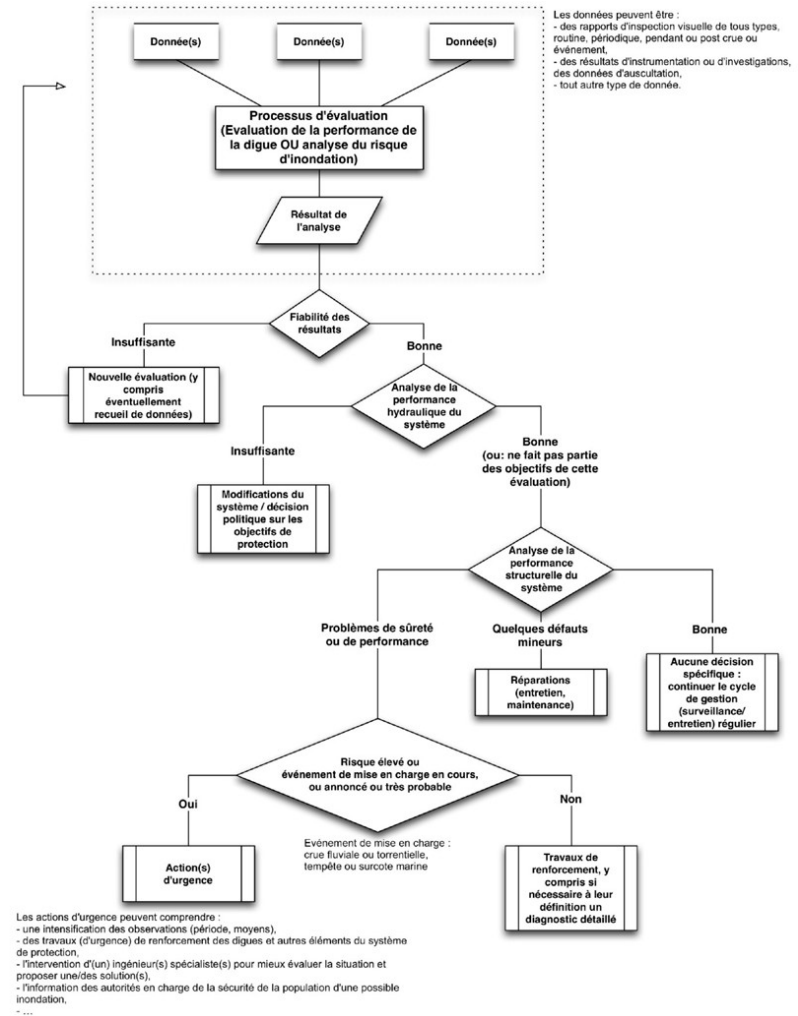 Les données peuvent être :
- des rapports d'inspection visuelle de tous types,
routine, périodique, pendant ou post crue ou
événement,
- des résultats d'instrumentation ou d'investigations,
des données d'auscultation,
- tout autre type de donnée.
Donnée(s)
Donnée(s)
Donnée(s)
Processus d'évaluation
(Evaluation de la performance de
la digue OU analyse du risque
d'inondation)
Résultat de
l'analyse
Fiabilité des
résultats
Insuffisante
Bonne
Nouvelle évaluation (y
compris
éventuellement
recueil de données)
Analyse de la
performance
hydraulique du
système
Insuffisante
Bonne
(ou: ne fait pas partie
des objectifs de cette
évaluation)
Modifications du
système / décision
politique sur les
objectifs de
protection
Analyse de la
performance
structurelle du
système
Problèmes de sûreté
ou de performance
Quelques défauts
mineurs
Bonne
Réparations
(entretien,
maintenance)
Aucune décision
spécifique :
continuer le cycle
de gestion
(surveillance/
entretien) régulier
Risque élevé ou
événement de mise en charge en cours,
ou annoncé ou très probable
Oui
Non
Evénement de mise en charge :
crue fluviale ou torrentielle,
tempête ou surcote marine
Action(s)
d'urgence
Travaux de
renforcement, y
compris si
nécessaire à leur
définition un
diagnostic détaillé
Les actions d'urgence peuvent comprendre :
- une intensification des observations (période, moyens),
- des travaux (d'urgence) de renforcement des digues et autres éléments du système
de protection,
- l'intervention d'(un) ingénieur(s) spécialiste(s) pour mieux évaluer la situation et
proposer une/des solution(s),
- l'information des autorités en charge de la sécurité de la population d'une possible
inondation,
- ...